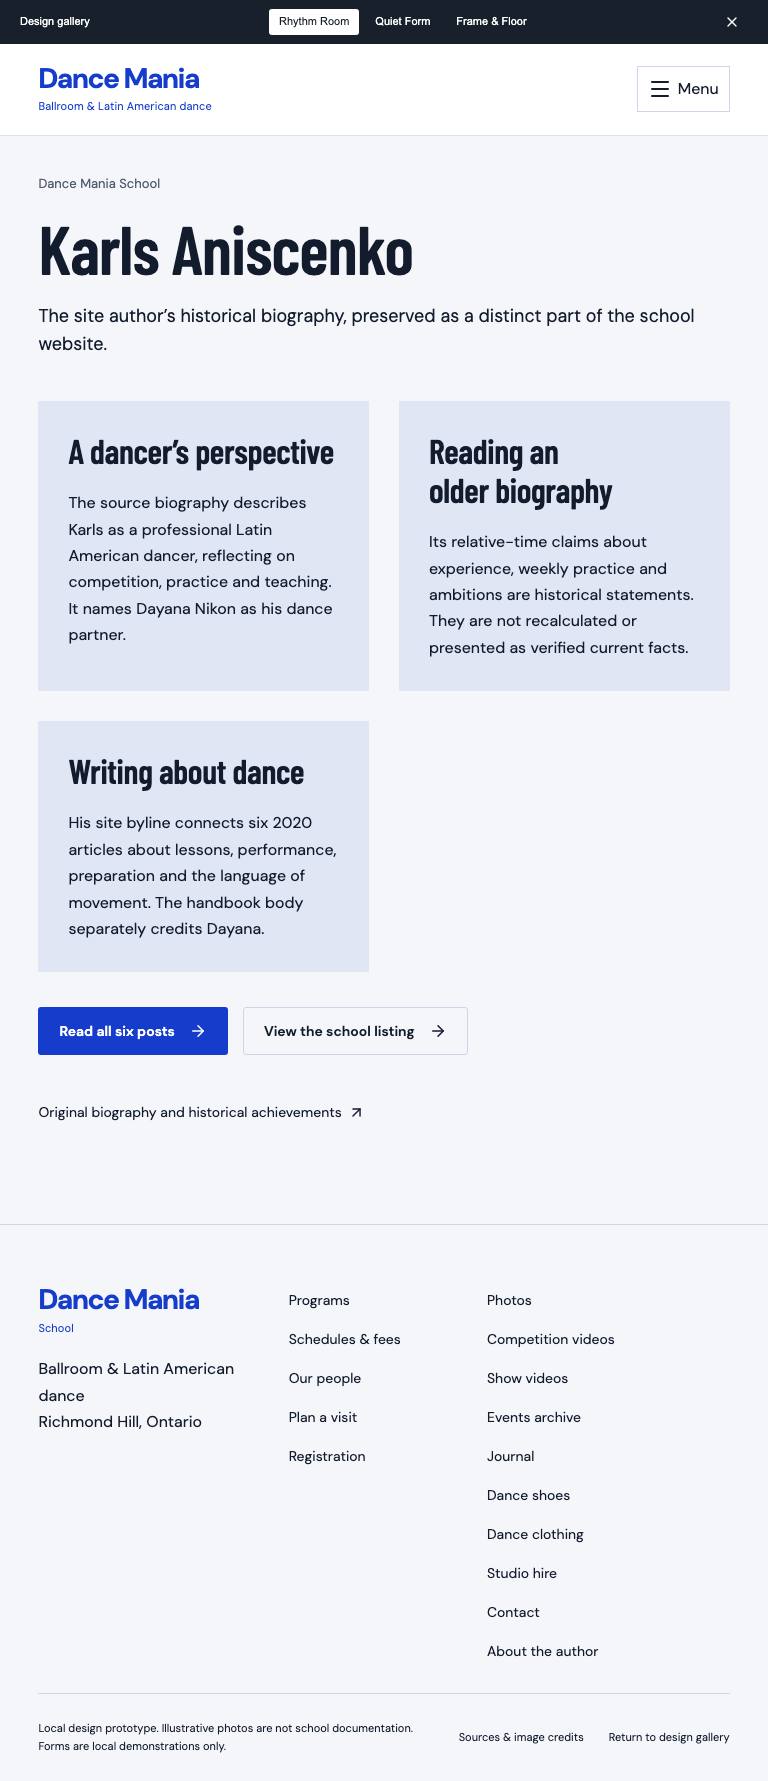 Design gallery
Rhythm Room
Quiet Form
Frame & Floor
Dance Mania
Ballroom & Latin American dance
Menu
Dance Mania School
Karls Aniscenko
The site author’s historical biography, preserved as a distinct part of the school
website.
A dancer’s perspective
The source biography describes
Karls as a professional Latin
American dancer, reflecting on
competition, practice and teaching.
It names Dayana Nikon as his dance
partner.
Reading an
older biography
Its relative-time claims about
experience, weekly practice and
ambitions are historical statements.
They are not recalculated or
presented as verified current facts.
Writing about dance
His site byline connects six 2020
articles about lessons, performance,
preparation and the language of
movement. The handbook body
separately credits Dayana.
Read all six posts
View the school listing
Original biography and historical achievements
Dance Mania
School
Ballroom & Latin American
dance
Richmond Hill, Ontario
Programs
Schedules & fees
Our people
Plan a visit
Registration
Photos
Competition videos
Show videos
Events archive
Journal
Dance shoes
Dance clothing
Studio hire
Contact
About the author
Local design prototype. Illustrative photos are not school documentation.
Forms are local demonstrations only.
Sources & image credits
Return to design gallery